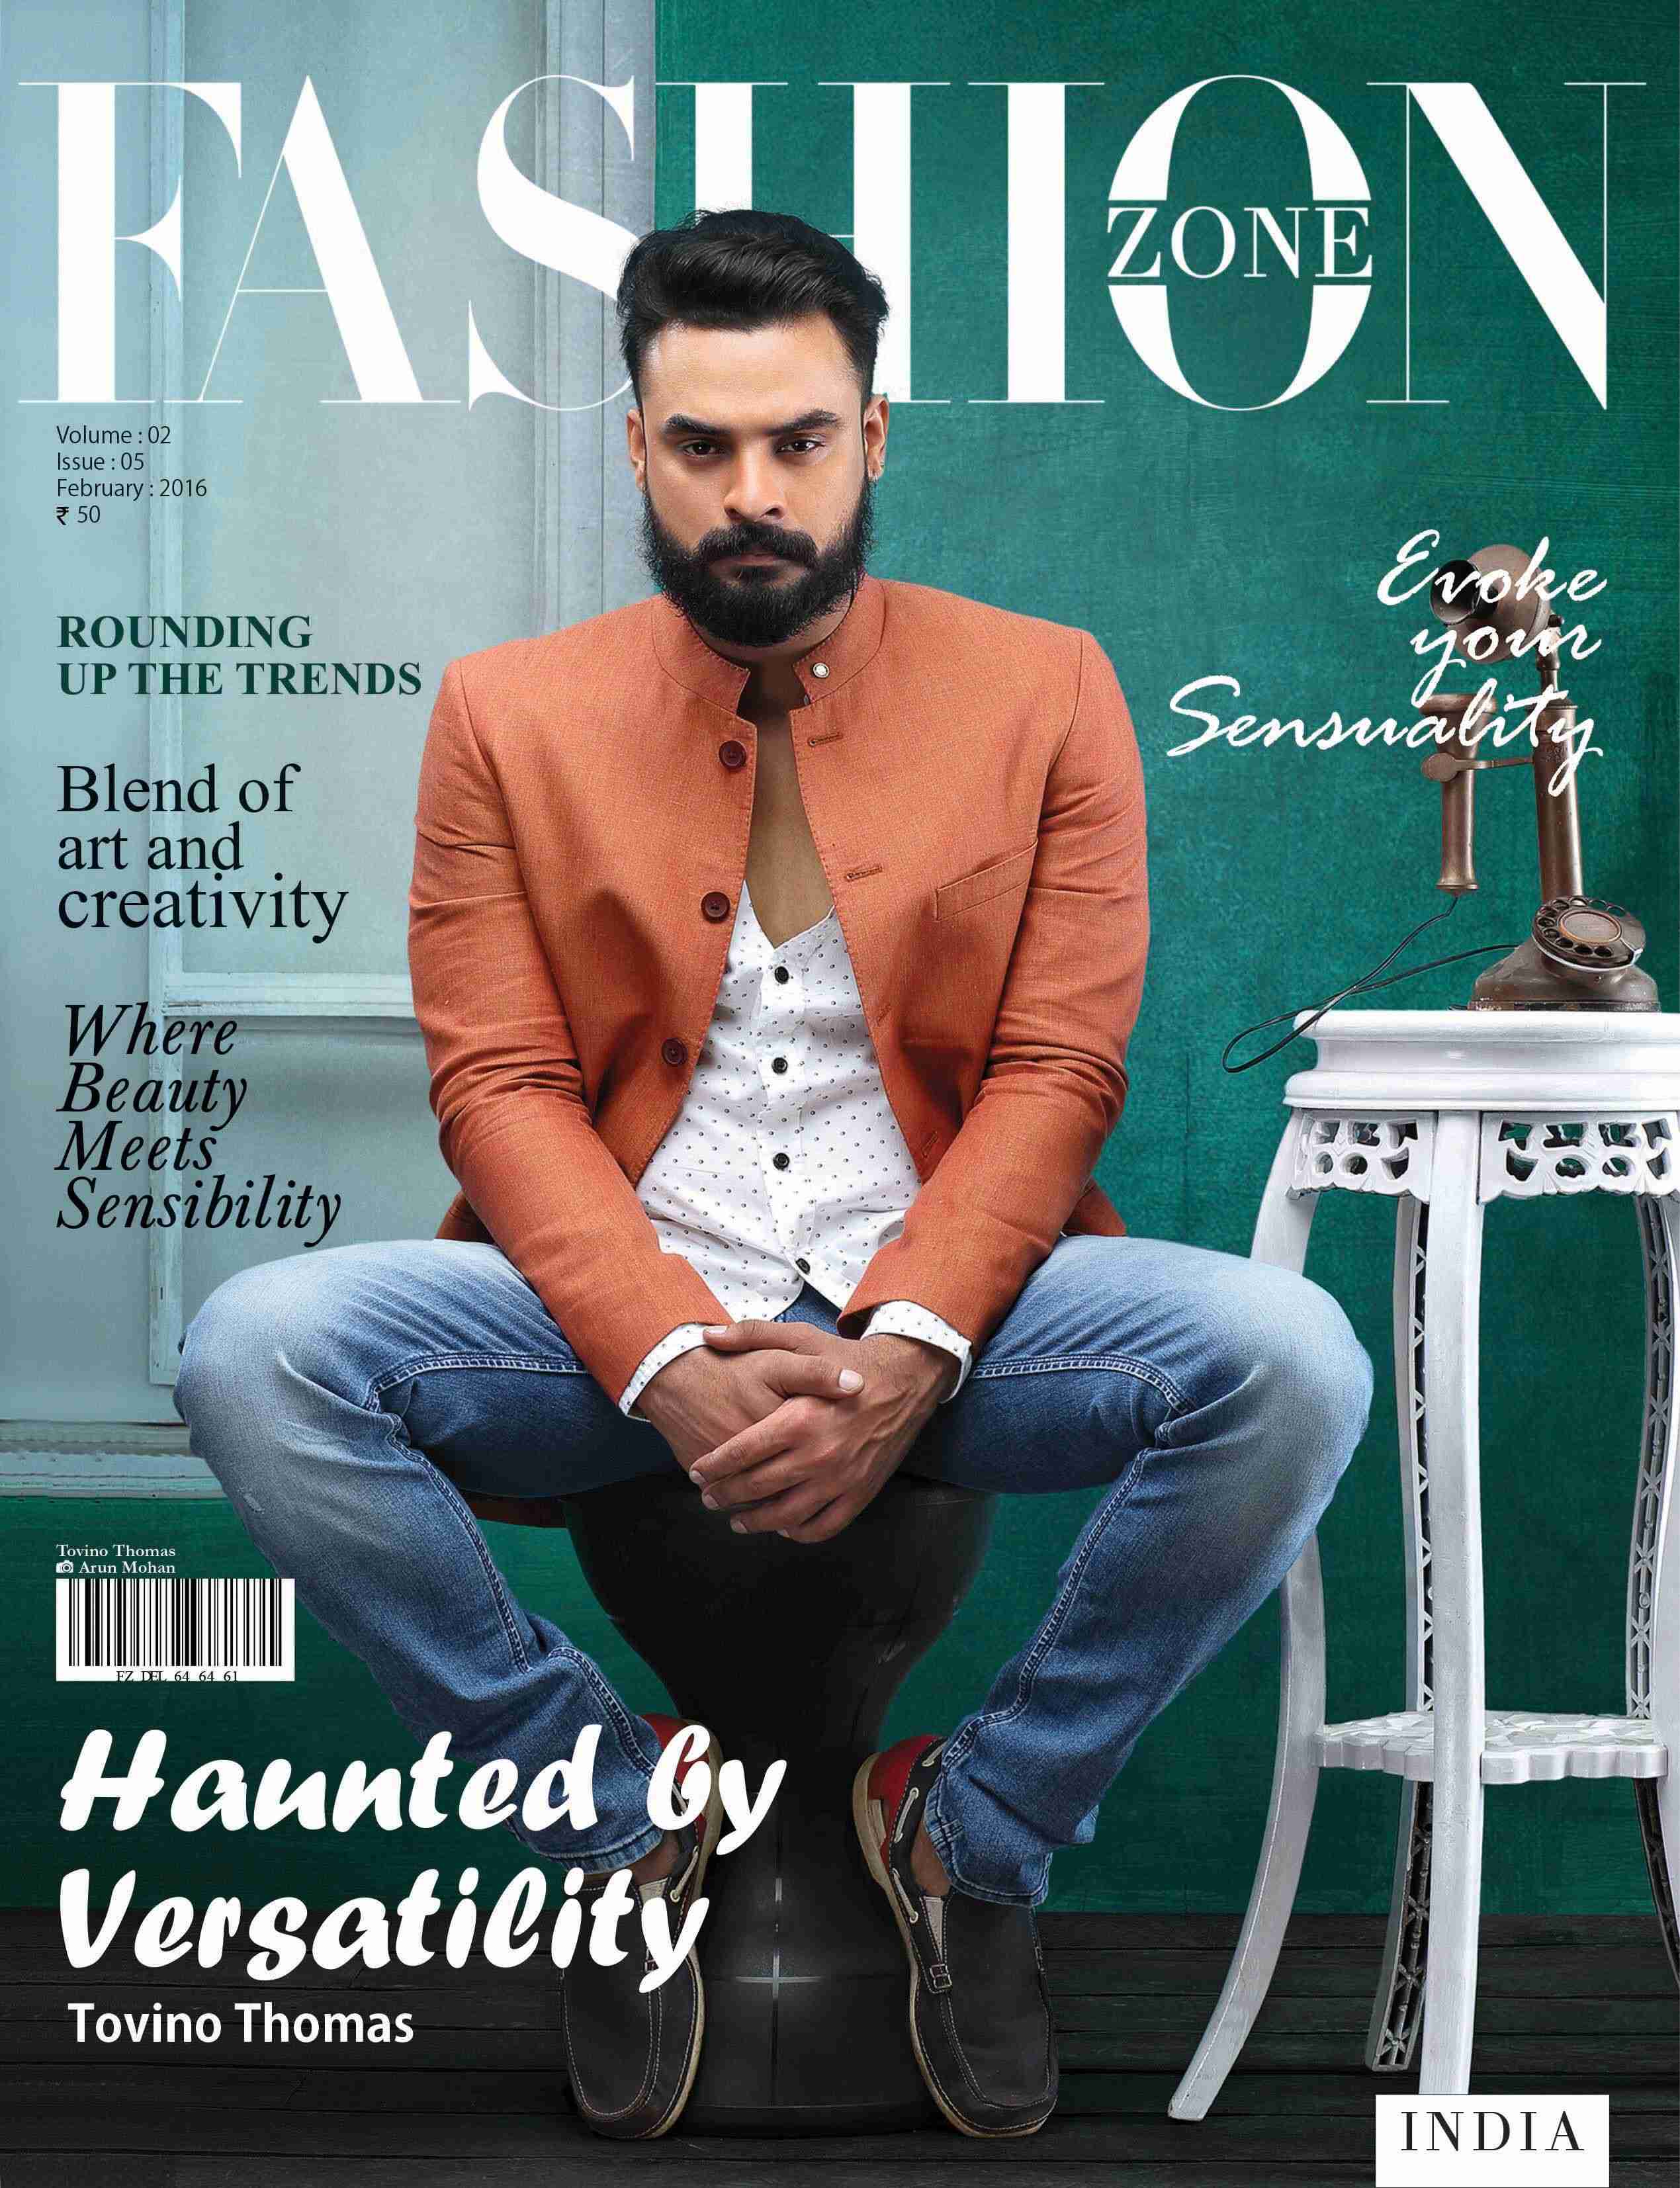 FASHION
ZONE
Volume : 02
Issue : 05
February : 2016
₹ 50
ROUNDING
UP THE TRENDS
Blend of
art and
creativity
Where
Beauty
Meets
Sensibility
Evoke
your
Sensuality
Tovino Thomas
Arun Mohan
FZ DEL 64 64 61
Haunted by
Versatility
Tovino Thomas
INDIA